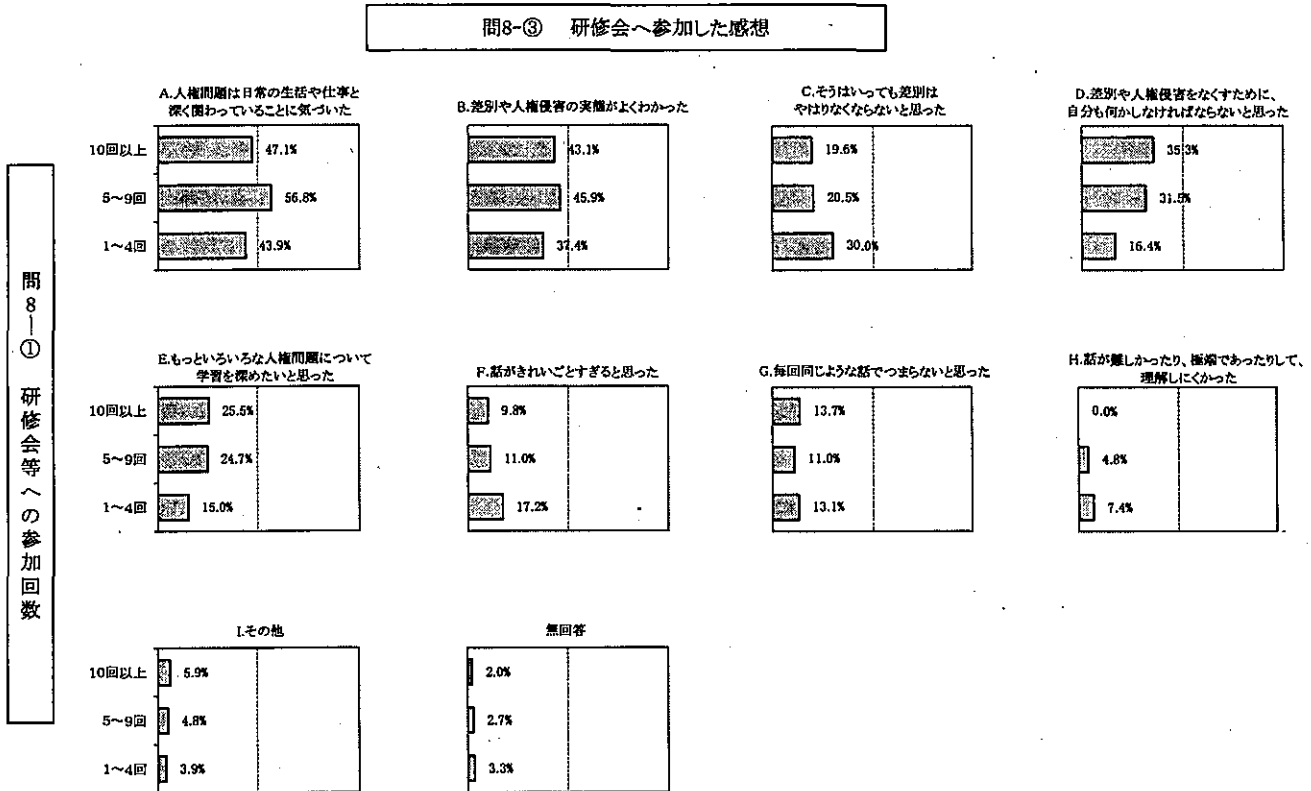 問8-③ 研修会へ参加した感想
問8―① 研修会等への参加回数
A.人権問題は日常の生活や仕事と
深く関わっていることに気づいた
10回以上 47.1%
5～9回 56.8%
1～4回 43.9%
B.差別や人権侵害の実態がよくわかった
43.1%
45.9%
37.4%
C.そうはいっても差別は
やはりなくならないと思った
19.6%
20.5%
30.0%
D.差別や人権侵害をなくすために、
自分も何かしなければならないと思った
35.3%
31.5%
16.4%
E.もっといろいろな人権問題について
学習を深めたいと思った
10回以上 25.5%
5～9回 24.7%
1～4回 15.0%
F.話がきれいごとすぎると思った
9.8%
11.0%
17.2%
G.毎回同じような話でつまらないと思った
13.7%
11.0%
13.1%
H.話が難しかったり、極端であったりして、
理解しにくかった
0.0%
4.8%
7.4%
I.その他
10回以上 5.9%
5～9回 4.8%
1～4回 3.9%
無回答
2.0%
2.7%
3.3%